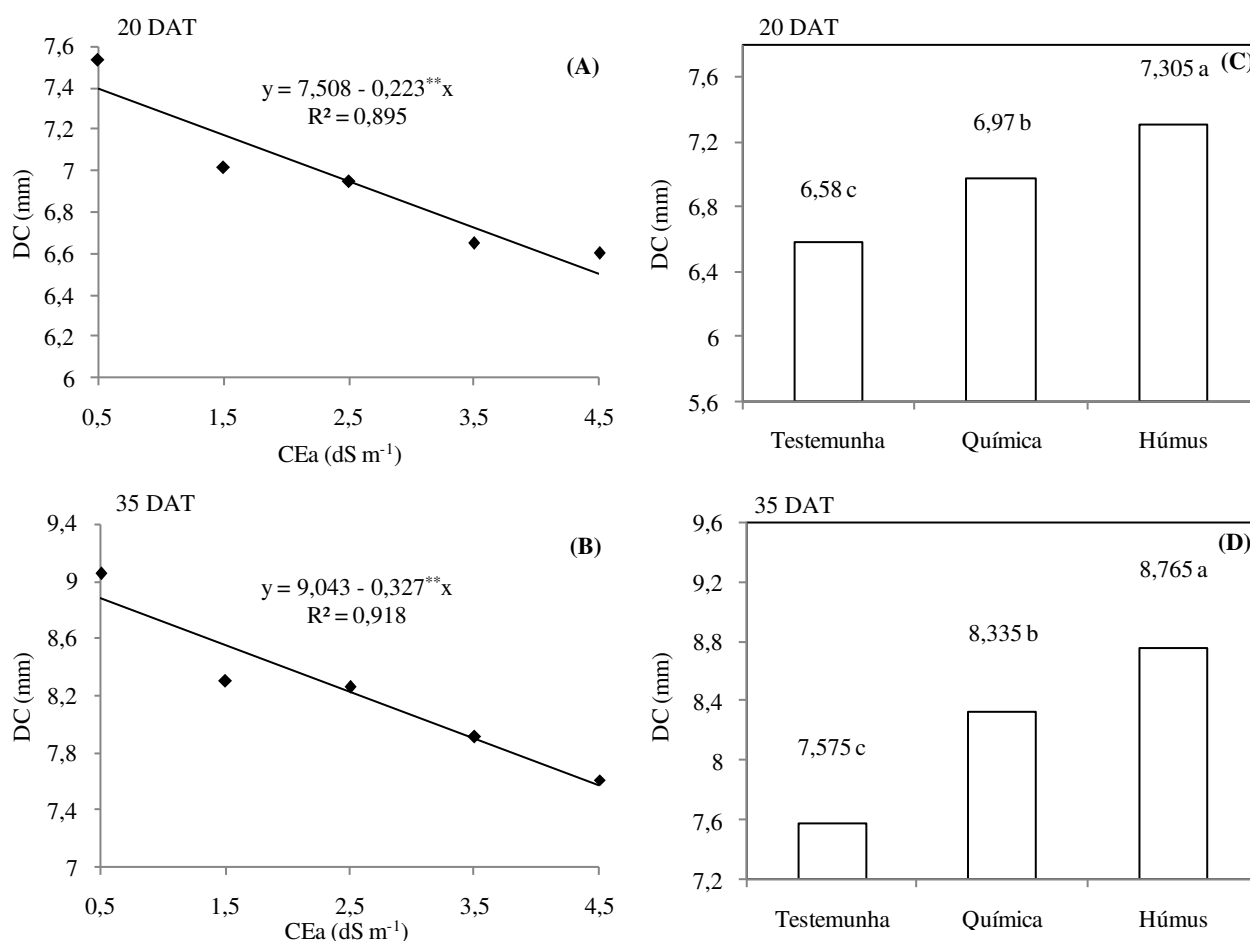 20 DAT
(A)
y = 7,508 - 0,223**x
R² = 0,895
7,6
7,4
7,2
7
6,8
6,6
6,4
6,2
6
DC (mm)
0,5 1,5 2,5 3,5 4,5
CEa (dS m⁻¹)
20 DAT
(C)
7,305 a
6,97 b
6,58 c
7,6
7,2
6,8
6,4
6
5,6
DC (mm)
Testemunha Química Húmus
35 DAT
(B)
y = 9,043 - 0,327**x
R² = 0,918
9,4
9
8,6
8,2
7,8
7,4
7
DC (mm)
0,5 1,5 2,5 3,5 4,5
CEa (dS m⁻¹)
35 DAT
(D)
8,765 a
8,335 b
7,575 c
9,6
9,2
8,8
8,4
8
7,6
7,2
DC (mm)
Testemunha Química Húmus